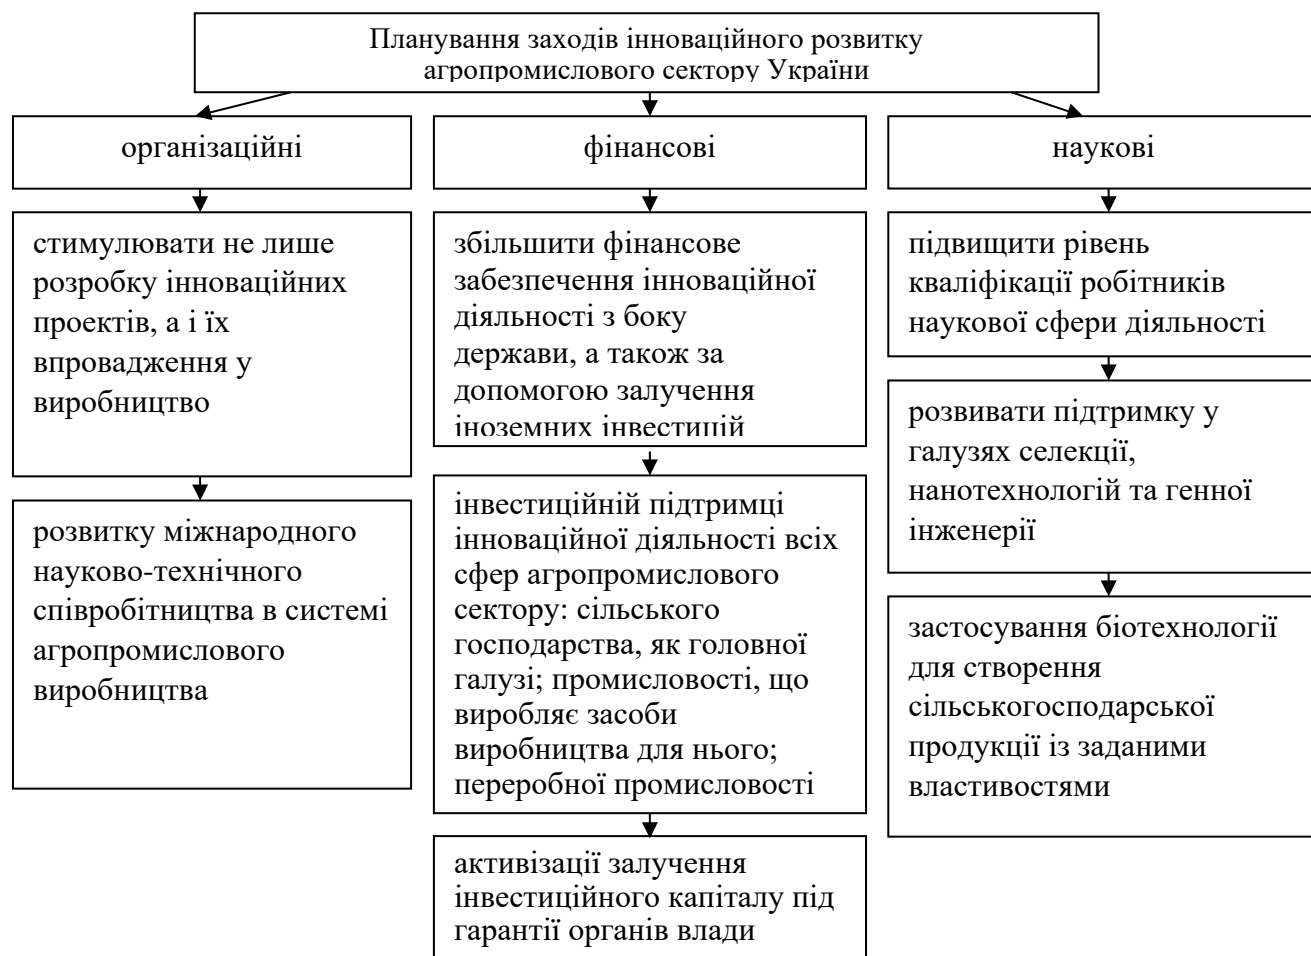 Планування заходів інноваційного розвитку
агропромислового сектору України
організаційні
стимулювати не лише
розробку інноваційних
проектів, а і їх
впровадження у
виробництво
розвитку міжнародного
науково-технічного
співробітництва в системі
агропромислового
виробництва
фінансові
збільшити фінансове
забезпечення інноваційної
діяльності з боку
держави, а також за
допомогою залучення
іноземних інвестицій
інвестиційній підтримці
інноваційної діяльності всіх
сфер агропромислового
сектору: сільського
господарства, як головної
галузі; промисловості, що
виробляє засоби
виробництва для нього;
переробної промисловості
активізації залучення
інвестиційного капіталу під
гарантії органів влади
наукові
підвищити рівень
кваліфікації робітників
наукової сфери діяльності
розвивати підтримку у
галузях селекції,
нанотехнологій та генної
інженерії
застосування біотехнології
для створення
сільськогосподарської
продукції із заданими
властивостями